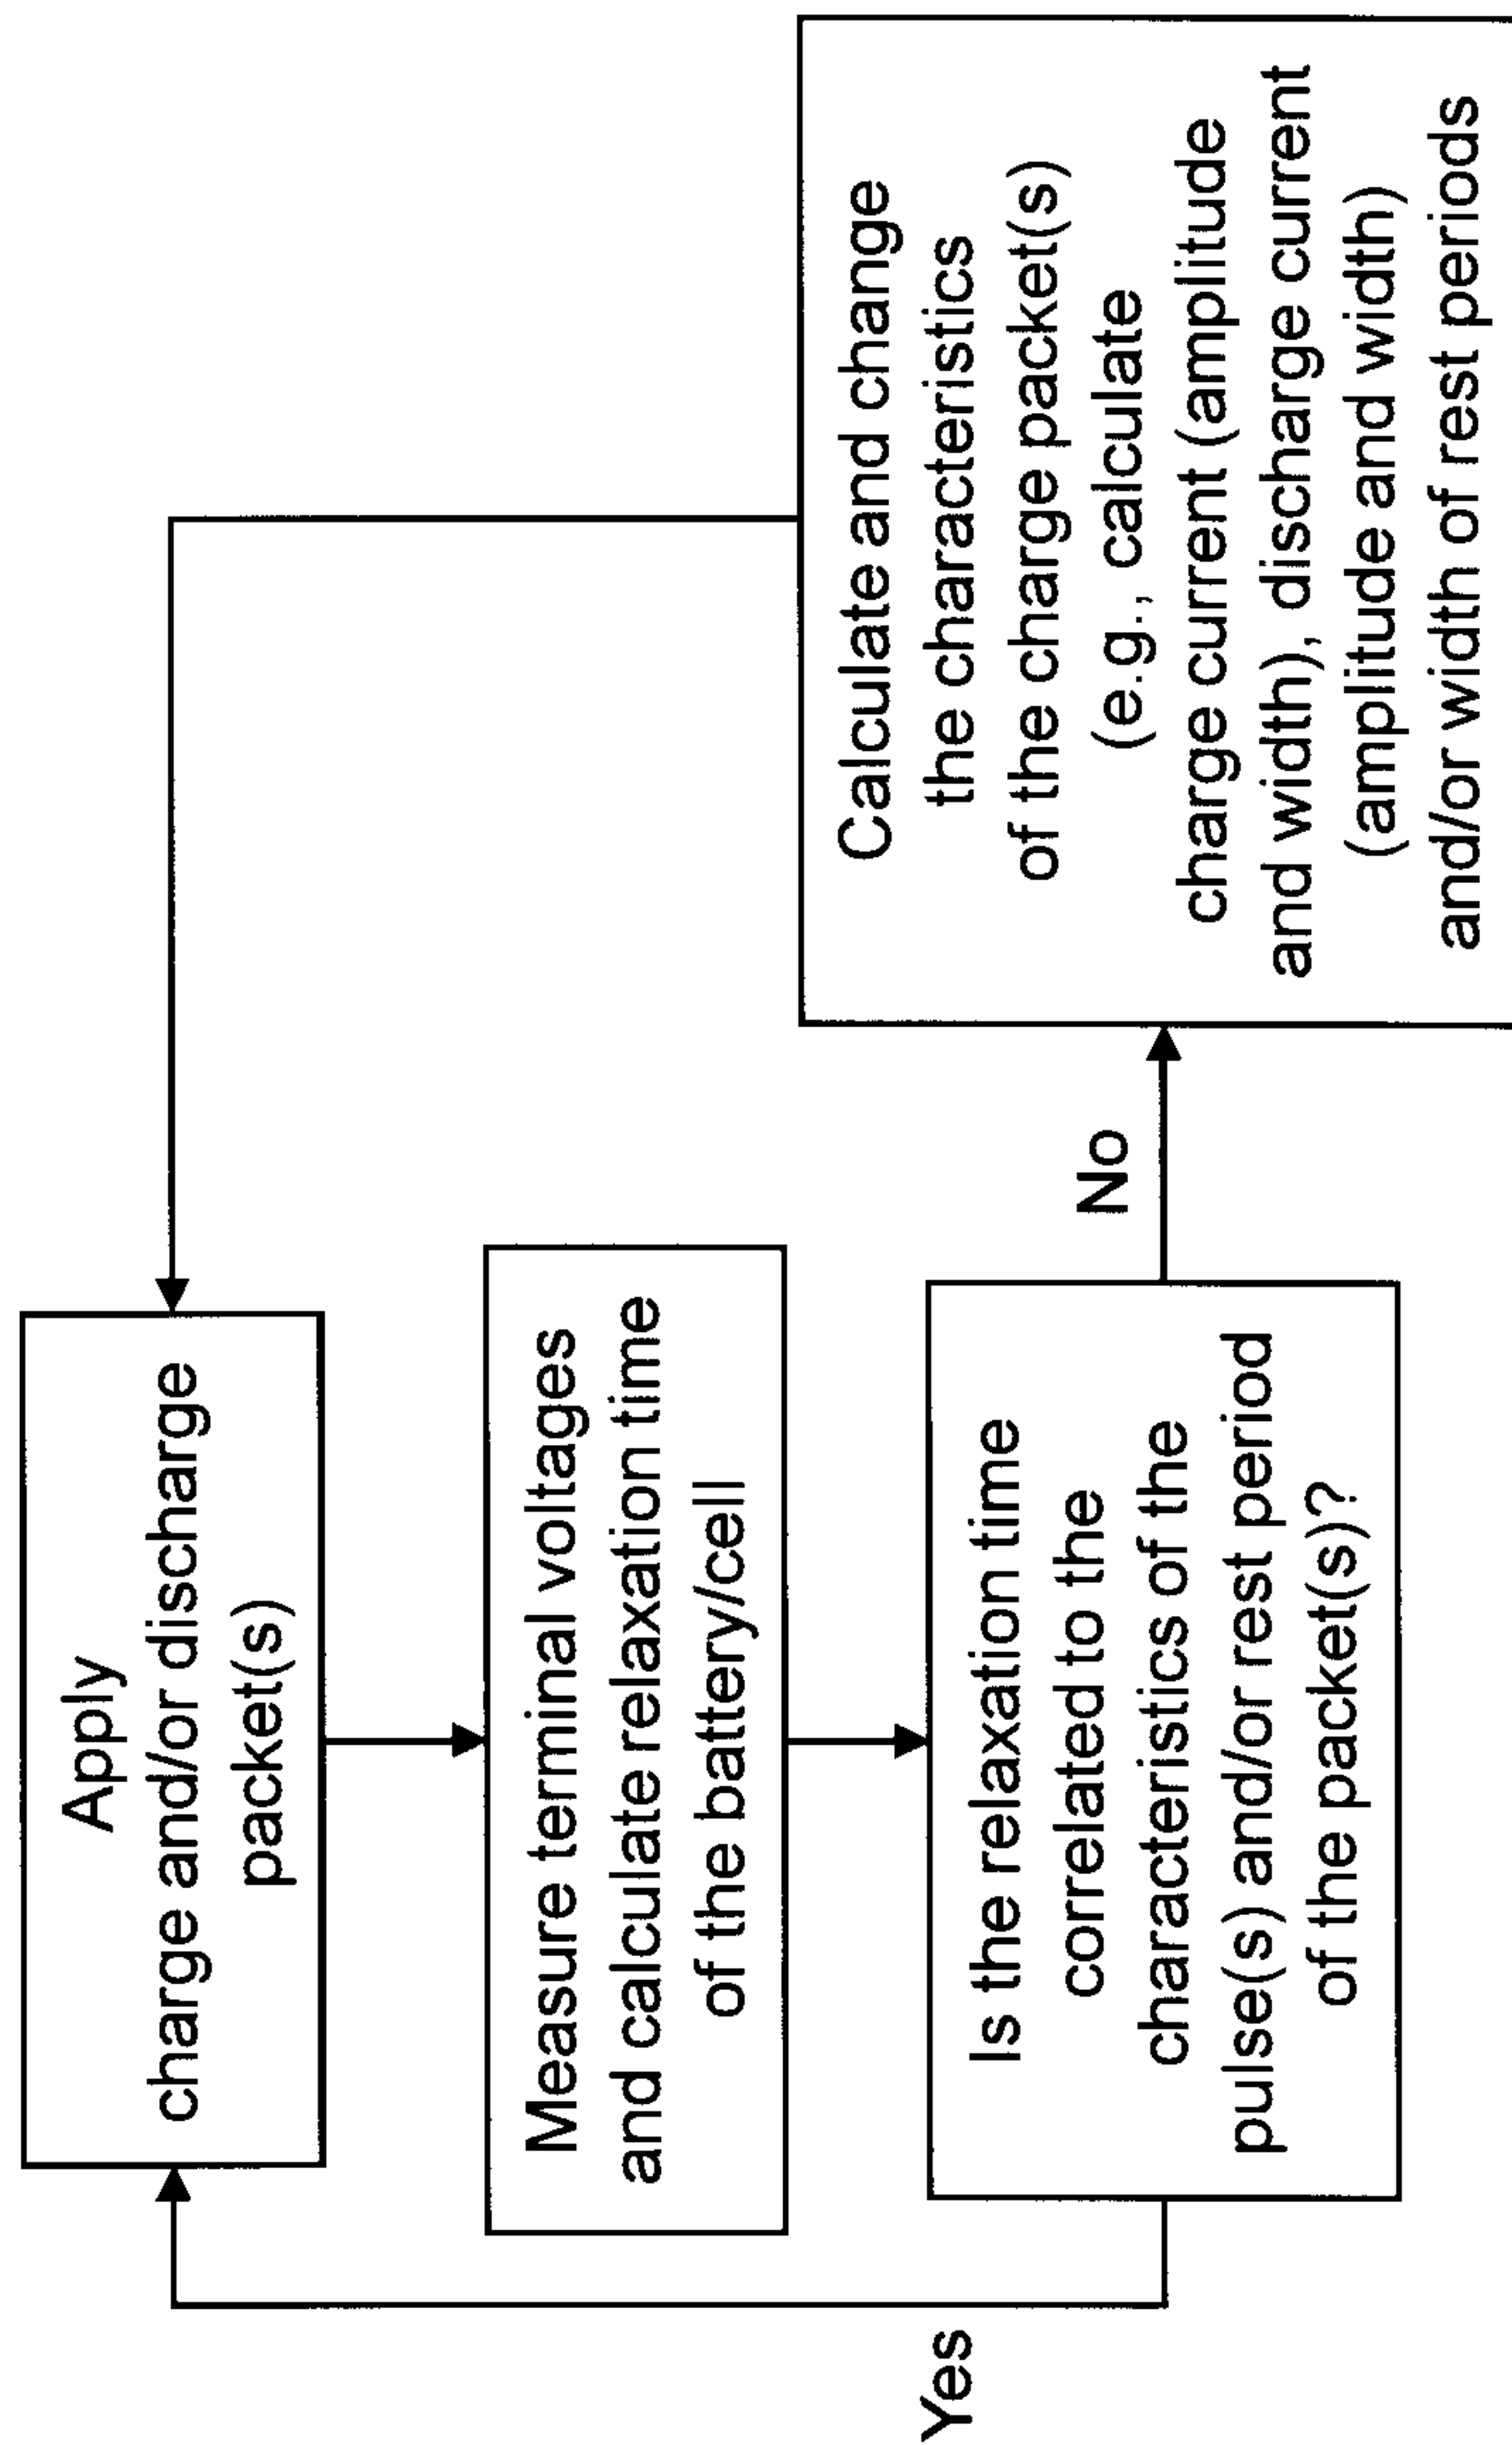 Apply
charge and/or discharge
packet(s)
Measure terminal voltages
and calculate relaxation time
of the battery/cell
Is the relaxation time
correlated to the
characteristics of the
pulse(s) and/or rest period
of the packet(s)?
Yes
No
Calculate and change
the characteristics
of the charge packet(s)
(e.g., calculate
charge current (amplitude
and width), discharge current
(amplitude and width)
and/or width of rest periods